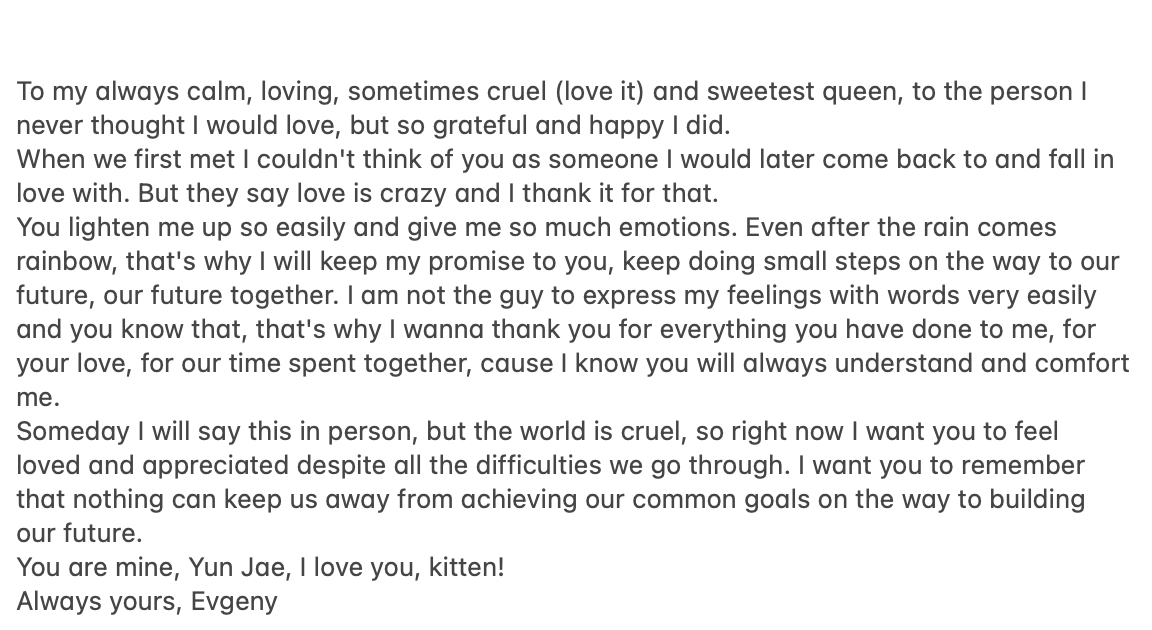 To my always calm, loving, sometimes cruel (love it) and sweetest queen, to the person I
never thought I would love, but so grateful and happy I did.
When we first met I couldn't think of you as someone I would later come back to and fall in
love with. But they say love is crazy and I thank it for that.
You lighten me up so easily and give me so much emotions. Even after the rain comes
rainbow, that's why I will keep my promise to you, keep doing small steps on the way to our
future, our future together. I am not the guy to express my feelings with words very easily
and you know that, that's why I wanna thank you for everything you have done to me, for
your love, for our time spent together, cause I know you will always understand and comfort
me.
Someday I will say this in person, but the world is cruel, so right now I want you to feel
loved and appreciated despite all the difficulties we go through. I want you to remember
that nothing can keep us away from achieving our common goals on the way to building
our future.
You are mine, Yun Jae, I love you, kitten!
Always yours, Evgeny